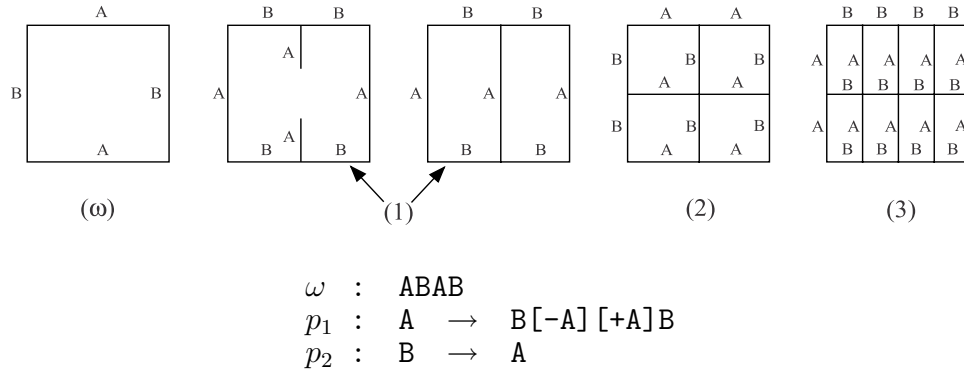 A B B B B A A B B B B
A B B B A A A A A
A A B B B B
B B A A A A A
A B B B A A A A A
A B B B B A A B B B B
(ω) (1) (2) (3)
ω : ABAB
p₁ : A → B[-A][+A]B
p₂ : B → A